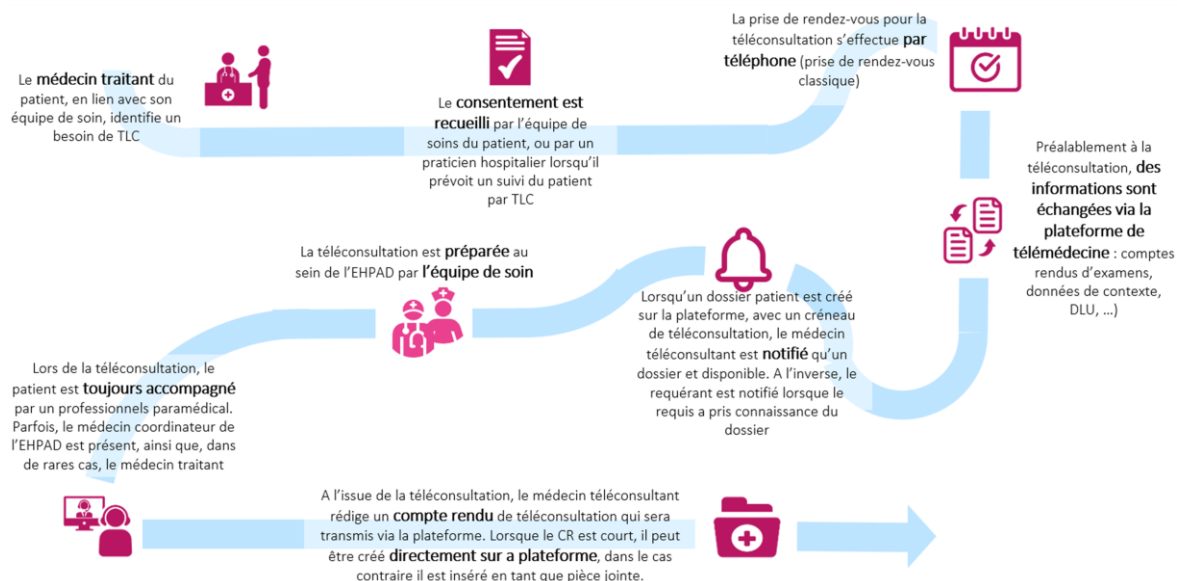 Le médecin traitant du
patient, en lien avec son
équipe de soin, identifie un
besoin de TLC
Le consentement est
recueilli par l'équipe de
soins du patient, ou par un
praticien hospitalier lorsqu'il
prévoit un suivi du patient
par TLC
La prise de rendez-vous pour la
téléconsultation s'effectue par
téléphone (prise de rendez-vous
classique)
Préalablement à la
téléconsultation, des
informations sont
échangées via la
plateforme de
télémédecine : comptes
rendus d'examens,
données de contexte,
DLU, ...)
Lorsqu'un dossier patient est créé
sur la plateforme, avec un créneau
de téléconsultation, le médecin
téléconsultant est notifié qu'un
dossier et disponible. A l'inverse, le
requérant est notifié lorsque le
requis a pris connaissance du
dossier
La téléconsultation est préparée au
sein de l'EHPAD par l'équipe de soin
Lors de la téléconsultation, le
patient est toujours accompagné
par un professionnels paramédical.
Parfois, le médecin coordinateur de
l'EHPAD est présent, ainsi que, dans
de rares cas, le médecin traitant
A l'issue de la téléconsultation, le médecin téléconsultant
rédige un compte rendu de téléconsultation qui sera
transmis via la plateforme. Lorsque le CR est court, il peut
être créé directement sur a plateforme, dans le cas
contraire il est inséré en tant que pièce jointe.